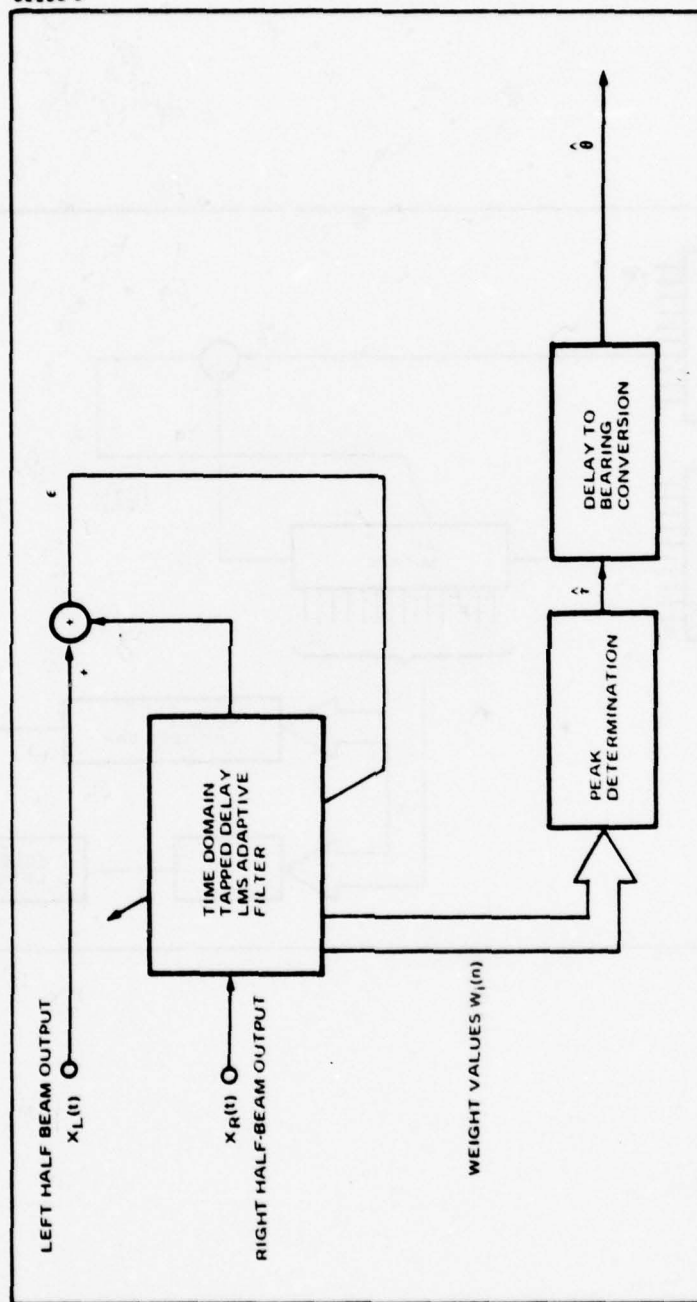 LEFT HALF BEAM OUTPUT
X_L(t)
+
+
ϵ
TIME DOMAIN
TAPPED DELAY
LMS ADAPTIVE
FILTER
X_R(t)
RIGHT HALF-BEAM OUTPUT
WEIGHT VALUES W_i(n)
PEAK
DETERMINATION
τ̂
DELAY TO
BEARING
CONVERSION
θ̂